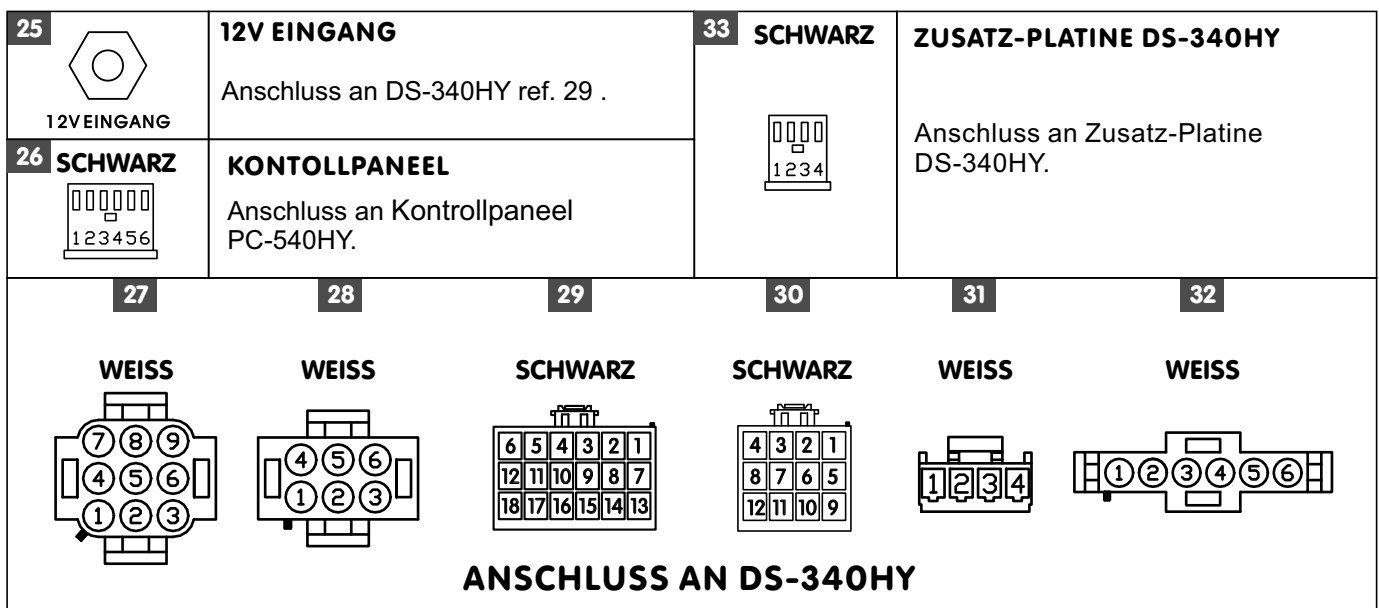 25
12V EINGANG
12VEINGANG
Anschluss an DS-340HY ref. 29 .
26 SCHWARZ
123456
KONTOLLPANEEL
Anschluss an Kontrollpaneel
PC-540HY.
33 SCHWARZ
1234
ZUSATZ-PLATINE DS-340HY
Anschluss an Zusatz-Platine
DS-340HY.
27 28 29 30 31 32
WEISS WEISS SCHWARZ SCHWARZ WEISS WEISS
7 8 9
4 5 6
1 2 3
4 5 6
1 2 3
6 5 4 3 2 1
12 11 10 9 8 7
18 17 16 15 14 13
4 3 2 1
8 7 6 5
12 11 10 9
1 2 3 4
1 2 3 4 5 6
ANSCHLUSS AN DS-340HY